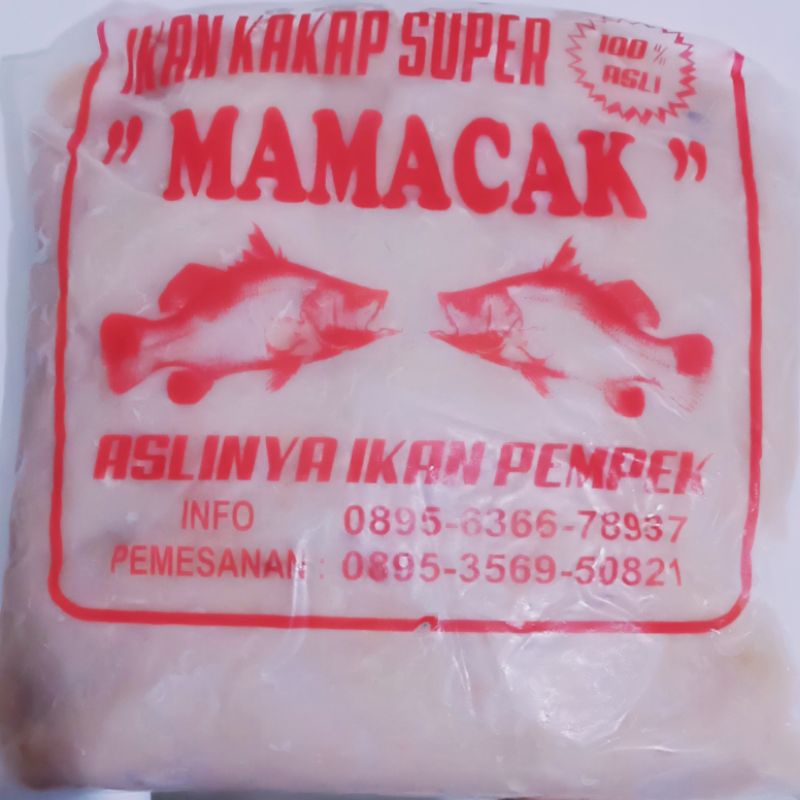 IKAN KAKAP SUPER
100% ASLI
" MAMACAK "
ASLINYA IKAN PEMPEK
INFO 0895-6366-78937
PEMESANAN : 0895-3569-50821